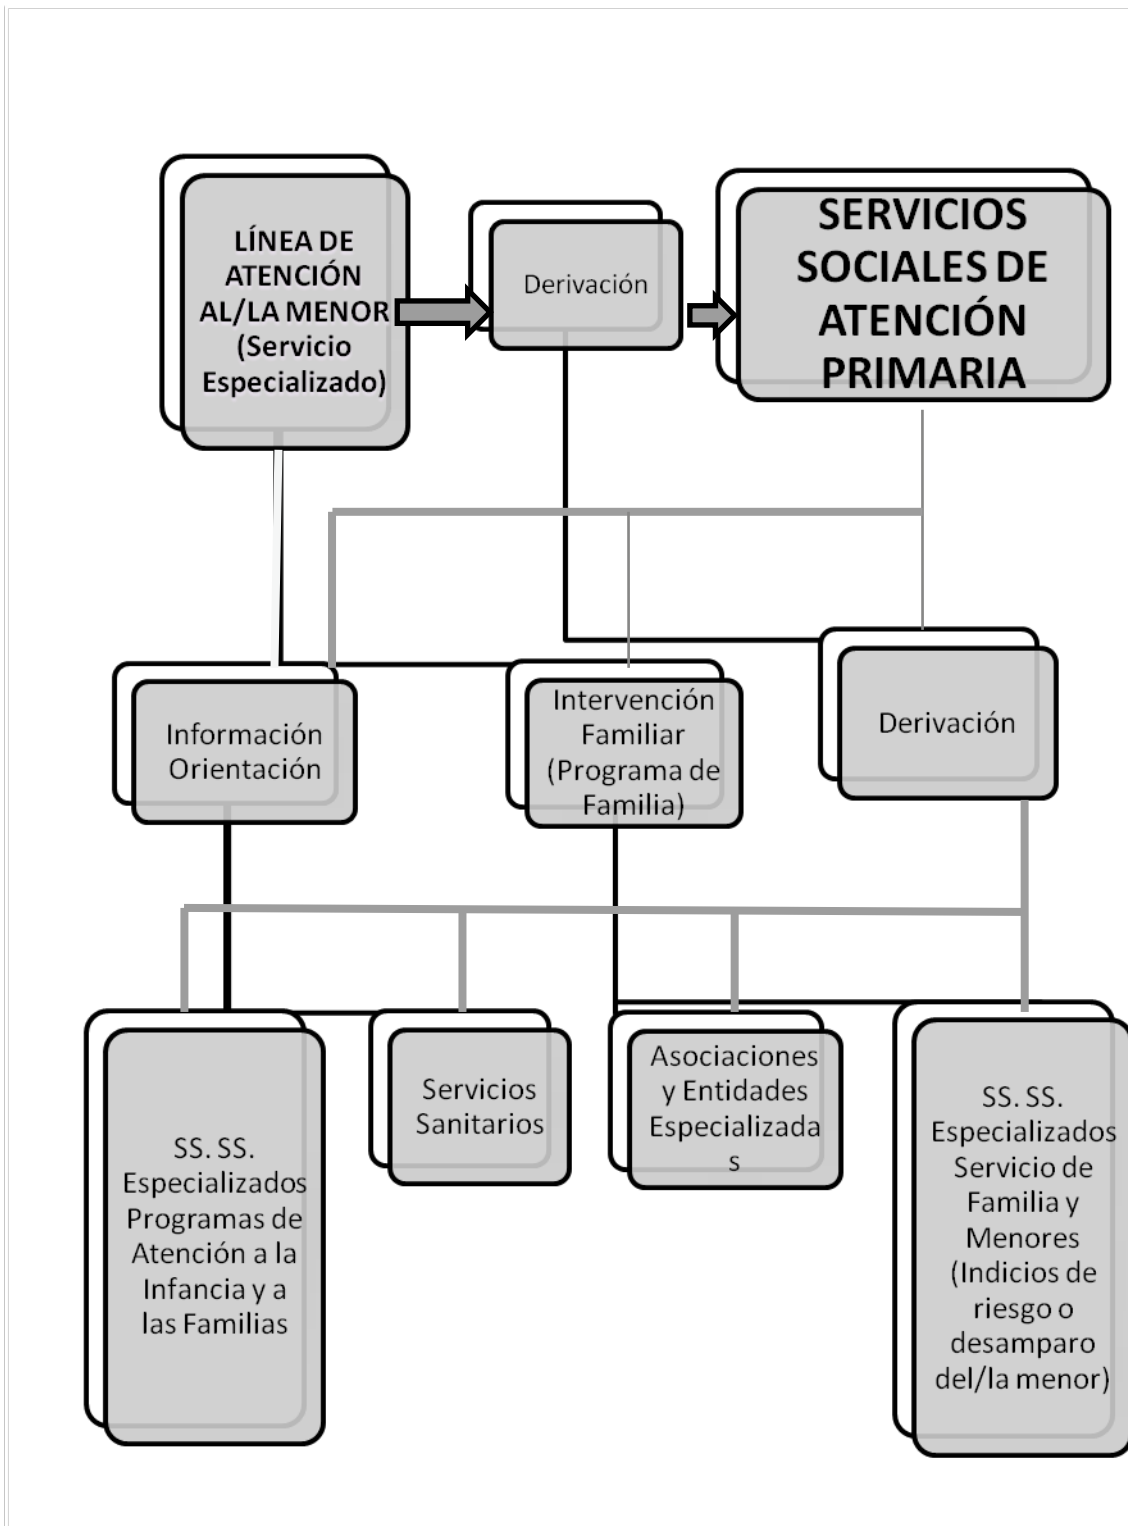 LÍNEA DE
ATENCIÓN
AL/LA MENOR
(Servicio
Especializado)
Derivación
SERVICIOS
SOCIALES DE
ATENCIÓN
PRIMARIA
Información
Orientación
Intervención
Familiar
(Programa de
Familia)
Derivación
SS. SS.
Especializados
Programas de
Atención a la
Infancia y a
las Familias
Servicios
Sanitarios
Asociaciones
y Entidades
Especializada
s
SS. SS.
Especializados
Servicio de
Familia y
Menores
(Indicios de
riesgo o
desamparo
del/la menor)